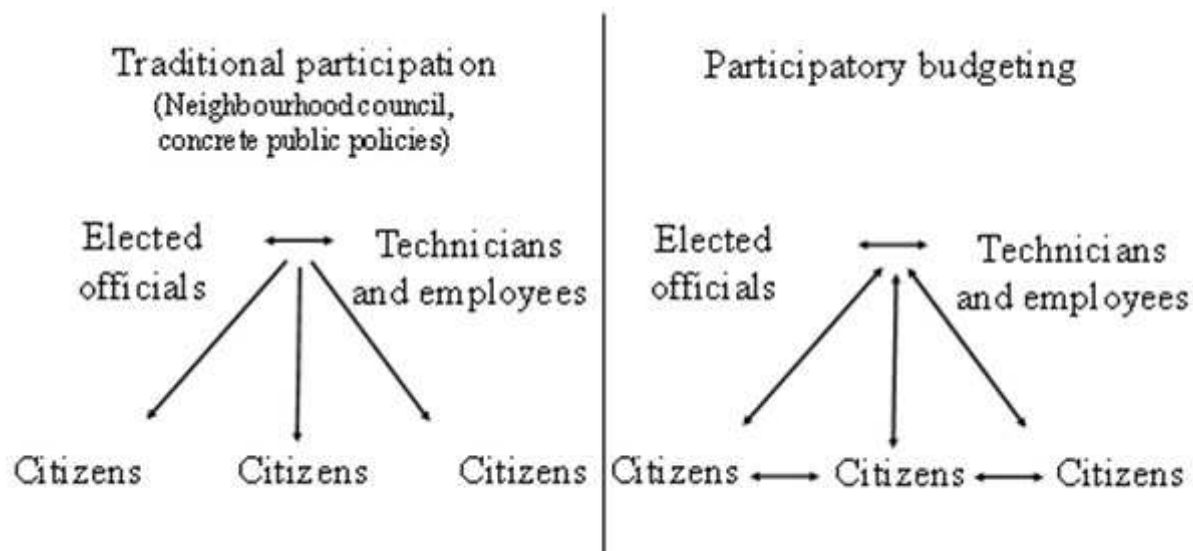 Traditional participation
(Neighbourhood council,
concrete public policies)
Elected
officials
Technicians
and employees
Citizens
Citizens
Citizens
Participatory budgeting
Elected
officials
Technicians
and employees
Citizens
Citizens
Citizens